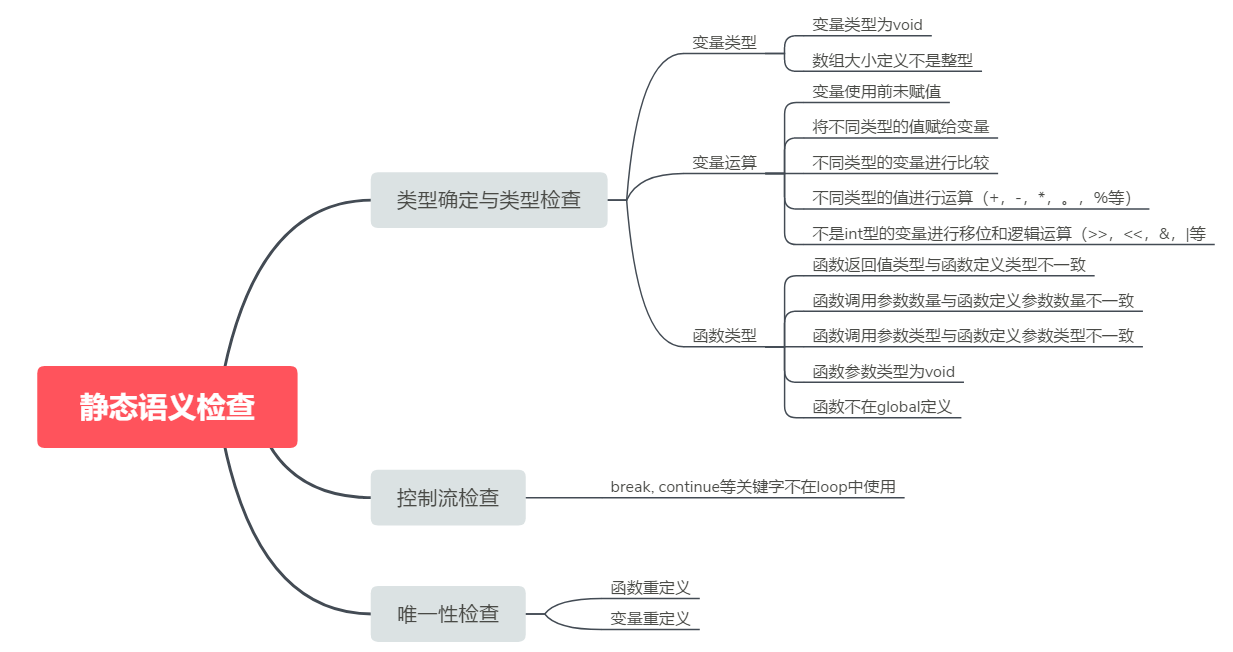 静态语义检查
类型确定与类型检查
变量类型
变量类型为void
数组大小定义不是整型
变量运算
变量使用前未赋值
将不同类型的值赋给变量
不同类型的变量进行比较
不同类型的值进行运算（+，-，*，。，%等）
不是int型的变量进行移位和逻辑运算（>>，<<，&，|等
函数类型
函数返回值类型与函数定义类型不一致
函数调用参数数量与函数定义参数数量不一致
函数调用参数类型与函数定义参数类型不一致
函数参数类型为void
函数不在global定义
控制流检查
break, continue等关键字不在loop中使用
唯一性检查
函数重定义
变量重定义